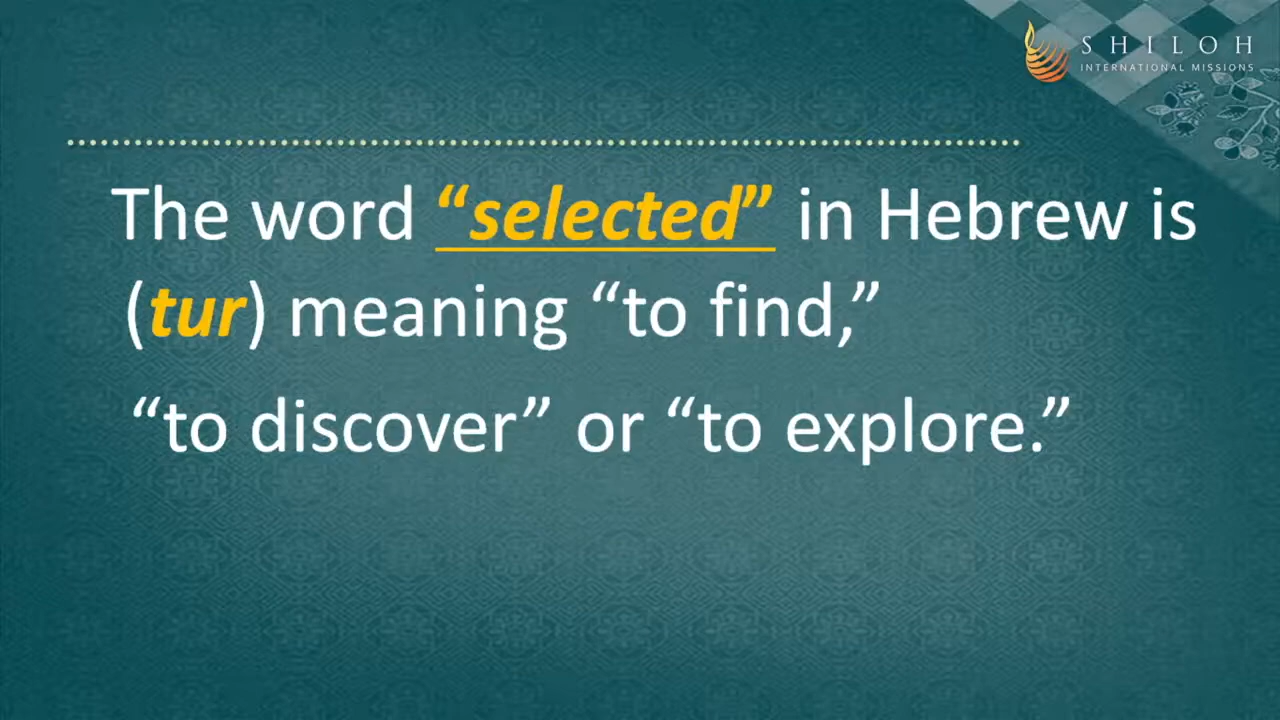 SHILOH
INTERNATIONAL MISSIONS
The word “selected” in Hebrew is
(tur) meaning “to find,”
“to discover” or “to explore.”